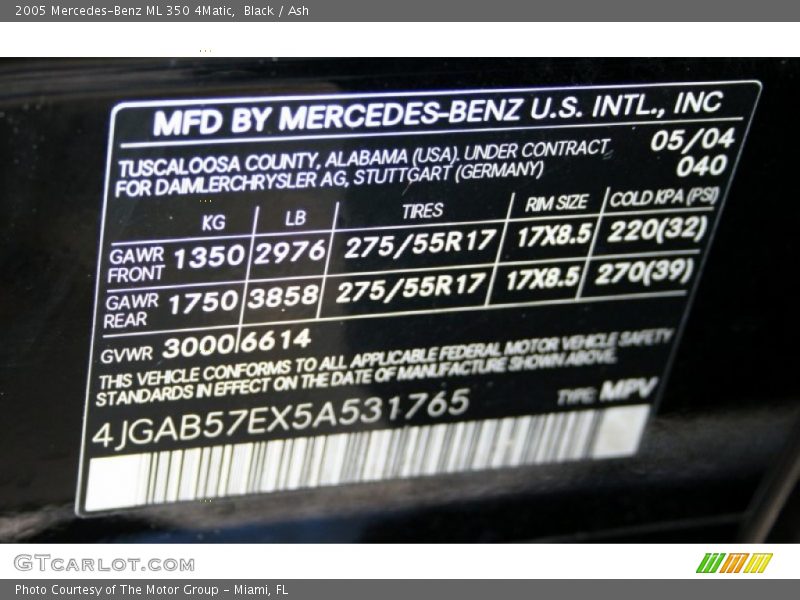 2005 Mercedes-Benz ML 350 4Matic, Black / Ash
MFD BY MERCEDES-BENZ U.S. INTL., INC
TUSCALOOSA COUNTY, ALABAMA (USA). UNDER CONTRACT 05/04
FOR DAIMLERCHRYSLER AG, STUTTGART (GERMANY) 040
KG LB TIRES RIM SIZE COLD KPA (PSI)
GAWR FRONT 1350 2976 275/55R17 17X8.5 220(32)
GAWR REAR 1750 3858 275/55R17 17X8.5 270(39)
GVWR 3000 6614
THIS VEHICLE CONFORMS TO ALL APPLICABLE FEDERAL MOTOR VEHICLE SAFETY
STANDARDS IN EFFECT ON THE DATE OF MANUFACTURE SHOWN ABOVE.
4JGAB57EX5A531765 TYPE: MPV
GTCARLOT.COM
Photo Courtesy of The Motor Group - Miami, FL